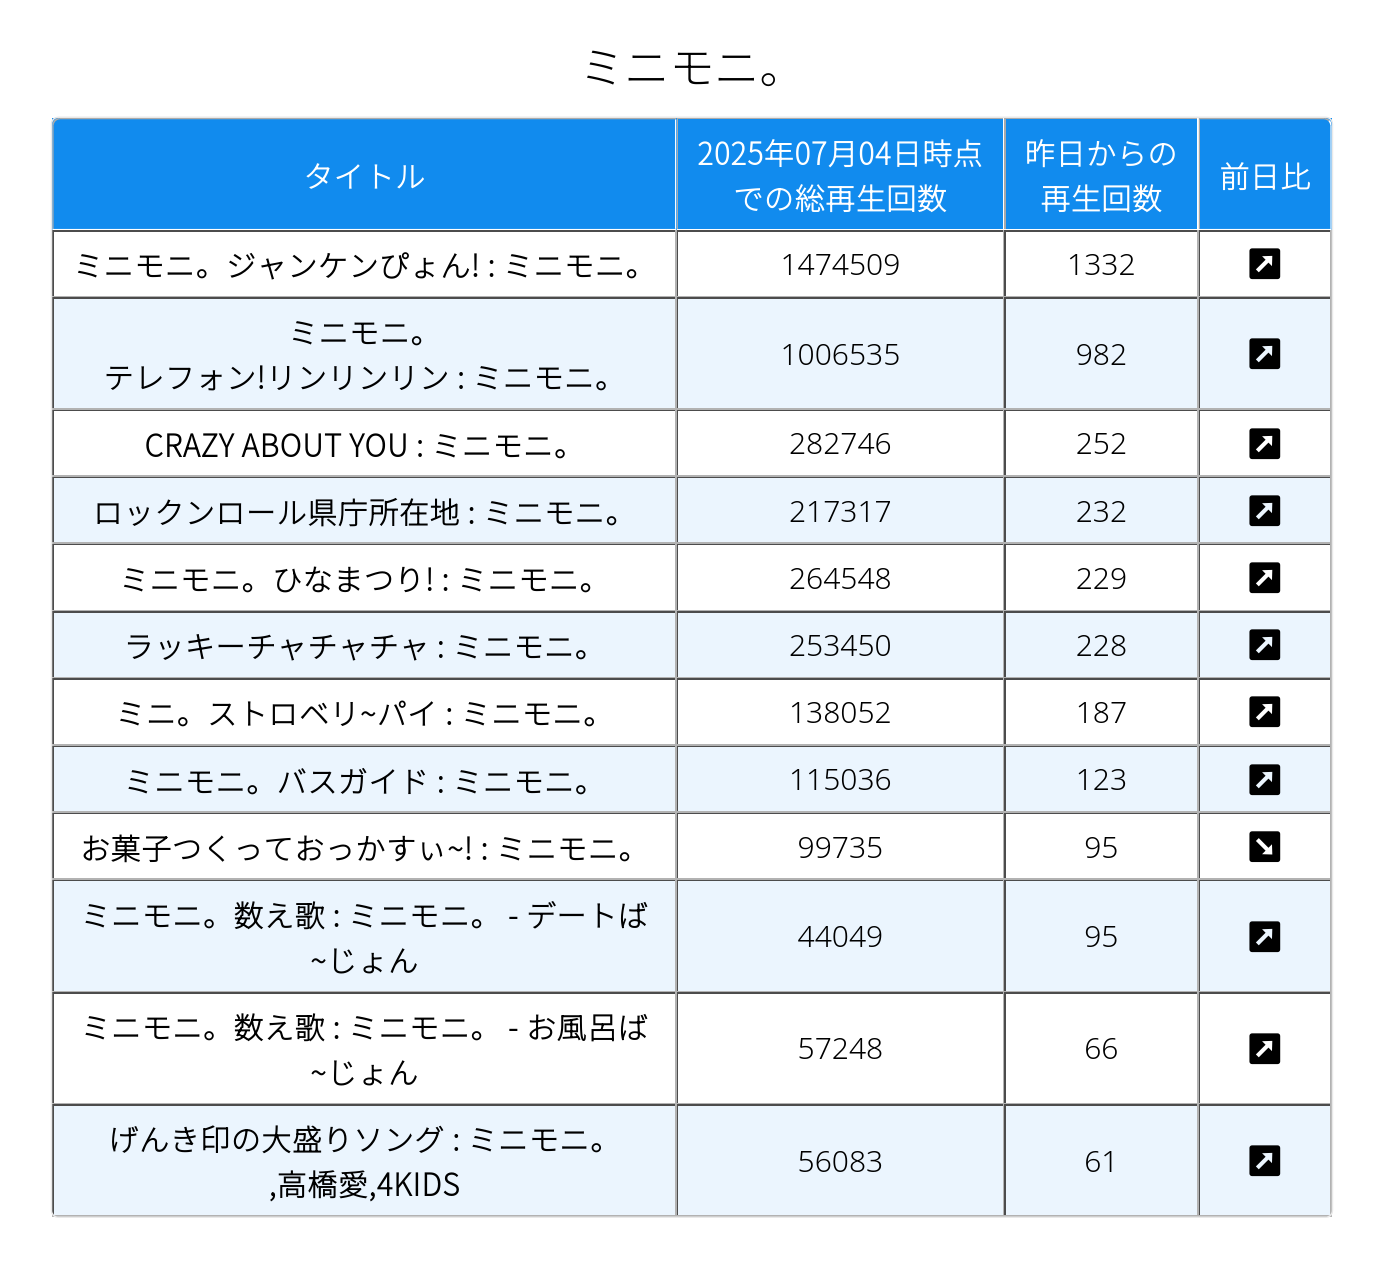 ミニモニ。
タイトル
2025年07月04日時点
での総再生回数
昨日からの
再生回数
前日比
ミニモニ。ジャンケンぴょん! : ミニモニ。
1474509
1332
ミニモニ。
テレフォン!リンリンリン : ミニモニ。
1006535
982
CRAZY ABOUT YOU : ミニモニ。
282746
252
ロックンロール県庁所在地 : ミニモニ。
217317
232
ミニモニ。ひなまつり! : ミニモニ。
264548
229
ラッキーチャチャチャ : ミニモニ。
253450
228
ミニ。ストロベリ~パイ : ミニモニ。
138052
187
ミニモニ。バスガイド : ミニモニ。
115036
123
お菓子つくっておっかすぃ~! : ミニモニ。
99735
95
ミニモニ。数え歌 : ミニモニ。 - デートば
~じょん
44049
95
ミニモニ。数え歌 : ミニモニ。 - お風呂ば
~じょん
57248
66
げんき印の大盛りソング : ミニモニ。
,高橋愛,4KIDS
56083
61